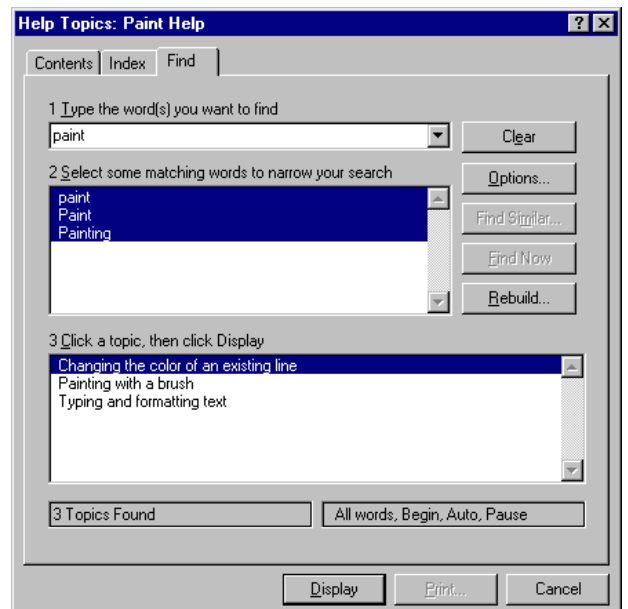 Help Topics: Paint Help
Contents Index Find
1 Type the word(s) you want to find
paint
Clear
2 Select some matching words to narrow your search
Options...
paint
Paint
Painting
Find Similar...
Find Now
Rebuild...
3 Click a topic, then click Display
Changing the color of an existing line
Painting with a brush
Typing and formatting text
3 Topics Found
All words, Begin, Auto, Pause
Display Print... Cancel